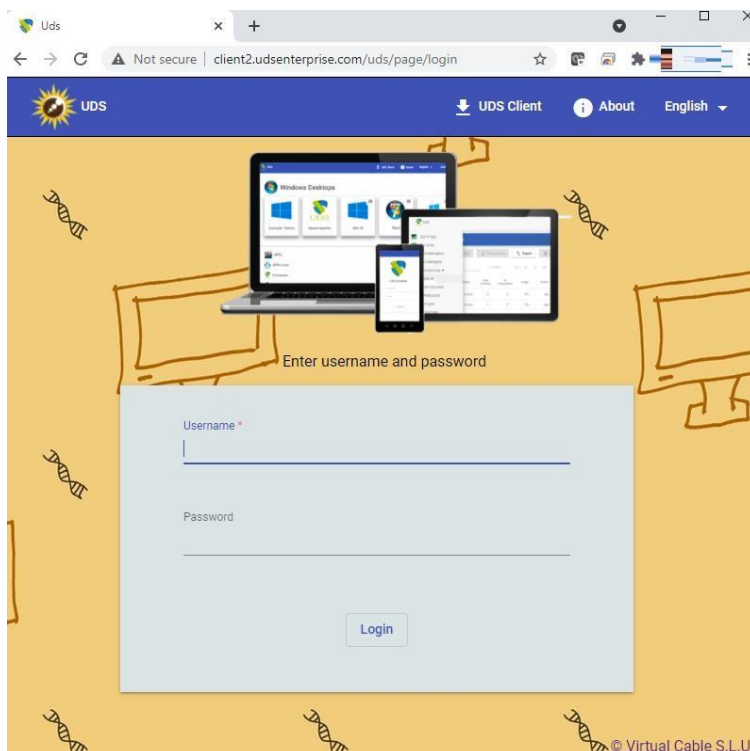 Uds
Not secure | client2.udsenterprise.com/uds/page/login
UDS
UDS Client
About
English
Windows Desktops
UDS
Enter username and password
Username *
Password
Login
© Virtual Cable S.L.U